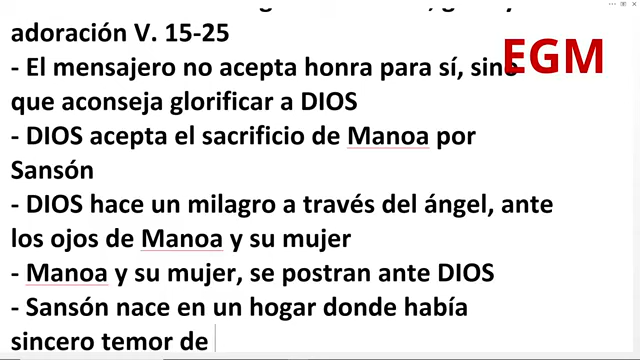 adoración V. 15-25
- El mensajero no acepta honra para sí, sino
EGM
que aconseja glorificar a DIOS
- DIOS acepta el sacrificio de Manoa por
Sansón
- DIOS hace un milagro a través del ángel, ante
los ojos de Manoa y su mujer
- Manoa y su mujer, se postran ante DIOS
- Sansón nace en un hogar donde había
sincero temor de